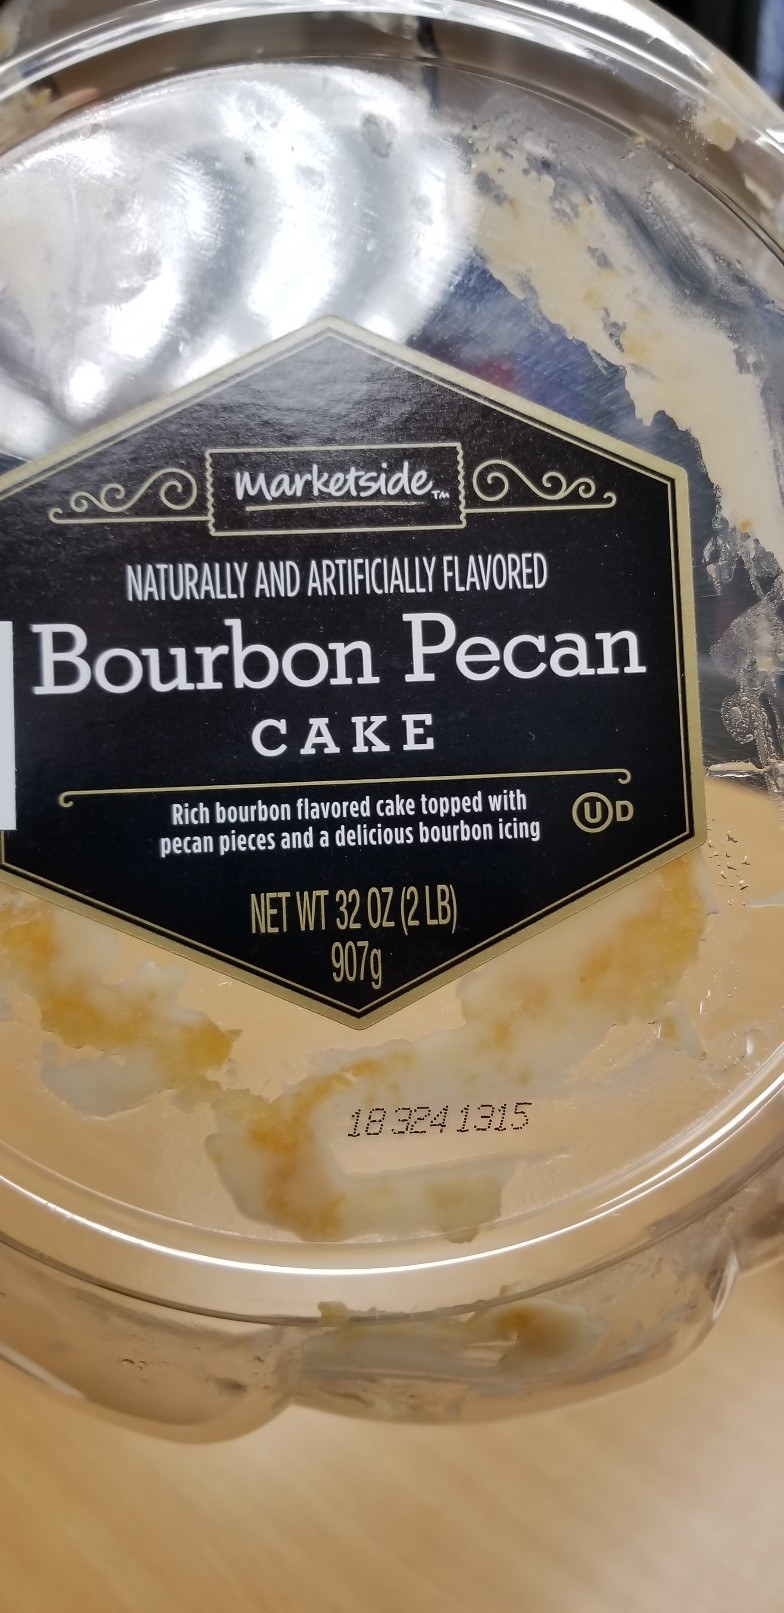 marketside™
NATURALLY AND ARTIFICIALLY FLAVORED
Bourbon Pecan
CAKE
Rich bourbon flavored cake topped with
pecan pieces and a delicious bourbon icing
UD
NET WT 32 OZ (2 LB)
907g
18 324 1315